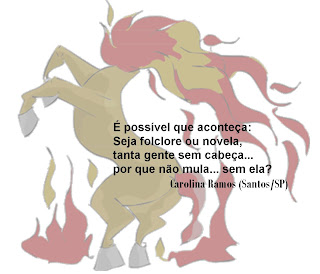 É possível que aconteça:
Seja folclore ou novela,
tanta gente sem cabeça...
por que não mula... sem ela?
Carolina Ramos (Santos/SP)